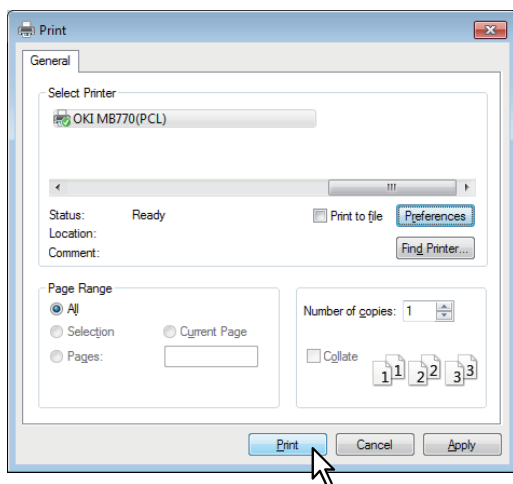 Print
General
Select Printer
OKI MB770(PCL)
Status: Ready
Print to file
Preferences
Location:
Comment:
Find Printer...
Page Range
All
Selection
Current Page
Pages:
Number of copies: 1
Collate
1 1 2 2 3 3
Print
Cancel
Apply